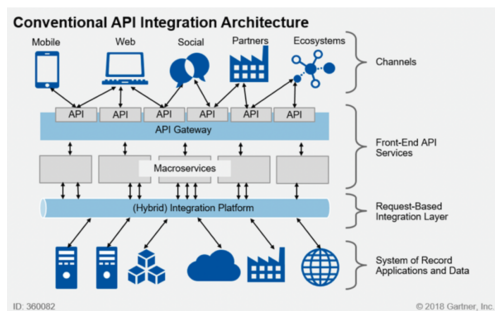 Conventional API Integration Architecture
Mobile
Web
Social
Partners
Ecosystems
Channels
API
API
API
API
API
API
API Gateway
Front-End API
Services
Macroservices
(Hybrid) Integration Platform
Request-Based
Integration Layer
System of Record
Applications and Data
ID: 360082
© 2018 Gartner, Inc.